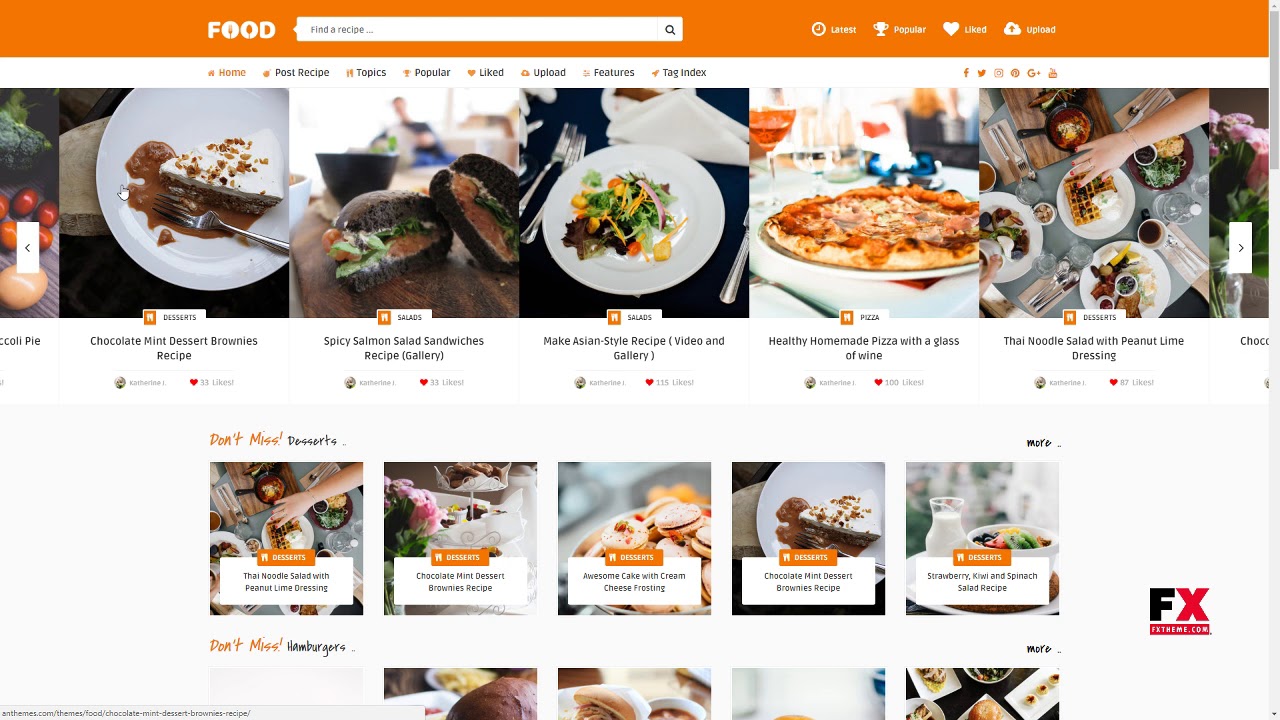 FOOD
Find a recipe ...
Latest
Popular
Liked
Upload
Home
Post Recipe
Topics
Popular
Liked
Upload
Features
Tag Index
DESSERTS
SALADS
SALADS
PIZZA
DESSERTS
ccoli Pie
Chocolate Mint Dessert Brownies
Recipe
Spicy Salmon Salad Sandwiches
Recipe (Gallery)
Make Asian-Style Recipe ( Video and
Gallery )
Healthy Homemade Pizza with a glass
of wine
Thai Noodle Salad with Peanut Lime
Dressing
Choco
s!
Katherine J.
33 Likes!
Katherine J.
33 Likes!
Katherine J.
115 Likes!
Katherine J.
100 Likes!
Katherine J.
87 Likes!
Don't Miss! Desserts ..
more ..
DESSERTS
Thai Noodle Salad with
Peanut Lime Dressing
DESSERTS
Chocolate Mint Dessert
Brownies Recipe
DESSERTS
Awesome Cake with Cream
Cheese Frosting
DESSERTS
Chocolate Mint Dessert
Brownies Recipe
DESSERTS
Strawberry, Kiwi and Spinach
Salad Recipe
FX
FXTHEME.COM
Don't Miss! Hamburgers ..
more ..
anthemes.com/themes/food/chocolate-mint-dessert-brownies-recipe/